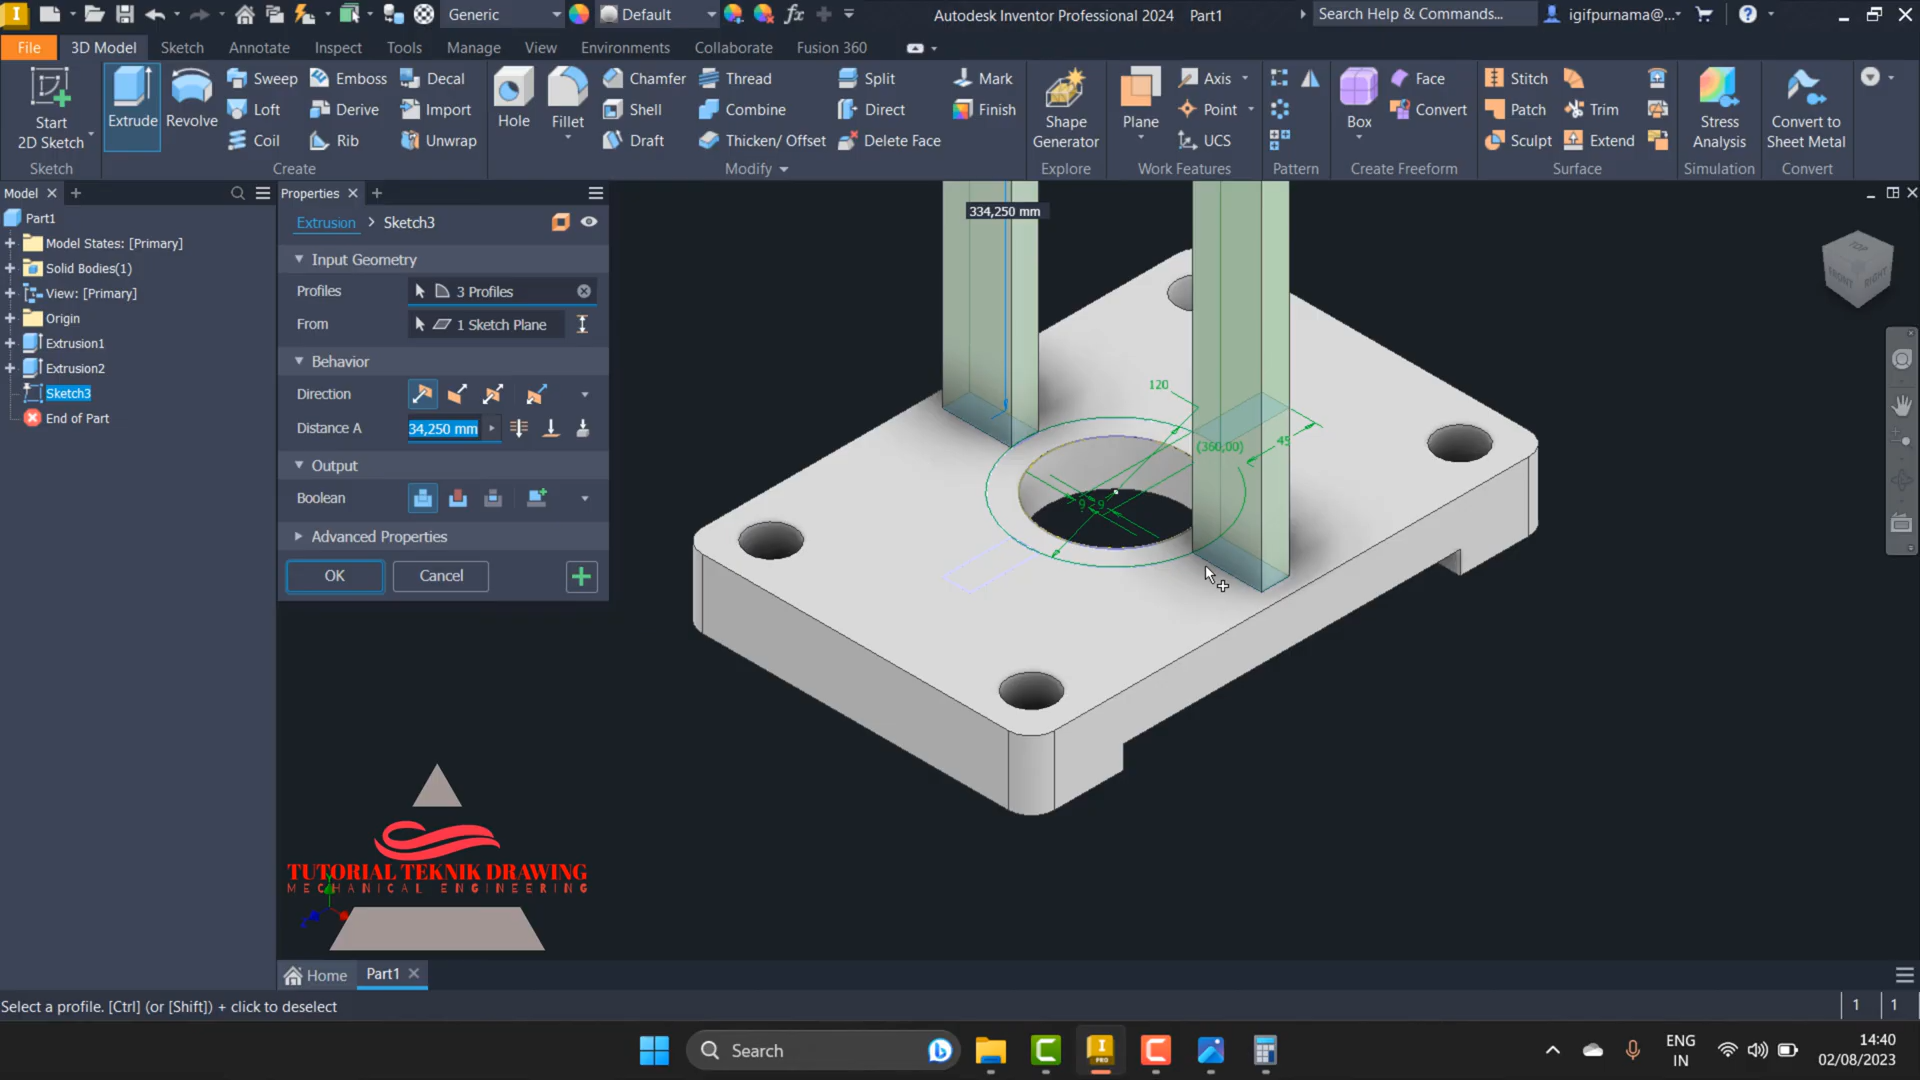 Generic
Default
Autodesk Inventor Professional 2024 Part1
Search Help & Commands...
igifpurnama@...
File
3D Model
Sketch
Annotate
Inspect
Tools
Manage
View
Environments
Collaborate
Fusion 360
Start
2D Sketch
Extrude
Revolve
Sweep
Loft
Coil
Emboss
Derive
Rib
Decal
Import
Unwrap
Hole
Fillet
Chamfer
Shell
Draft
Thread
Combine
Thicken/ Offset
Split
Direct
Delete Face
Mark
Finish
Shape
Generator
Plane
Axis
Point
UCS
Box
Face
Convert
Stitch
Patch
Sculpt
Trim
Extend
Stress
Analysis
Convert to
Sheet Metal
Sketch
Create
Modify
Explore
Work Features
Pattern
Create Freeform
Surface
Simulation
Convert
Model
Properties
Part1
Model States: [Primary]
Solid Bodies(1)
View: [Primary]
Origin
Extrusion1
Extrusion2
Sketch3
End of Part
Extrusion > Sketch3
Input Geometry
Profiles
3 Profiles
From
1 Sketch Plane
Behavior
Direction
Distance A
34,250 mm
Output
Boolean
Advanced Properties
OK
Cancel
334,250 mm
120
(360,00)
45
9
9
TOP
FRONT
RIGHT
TUTORIAL TEKNIK DRAWING
MECHANICAL ENGINEERING
Home
Part1
Select a profile. [Ctrl] (or [Shift]) + click to deselect
1
1
Search
ENG
IN
14:40
02/08/2023